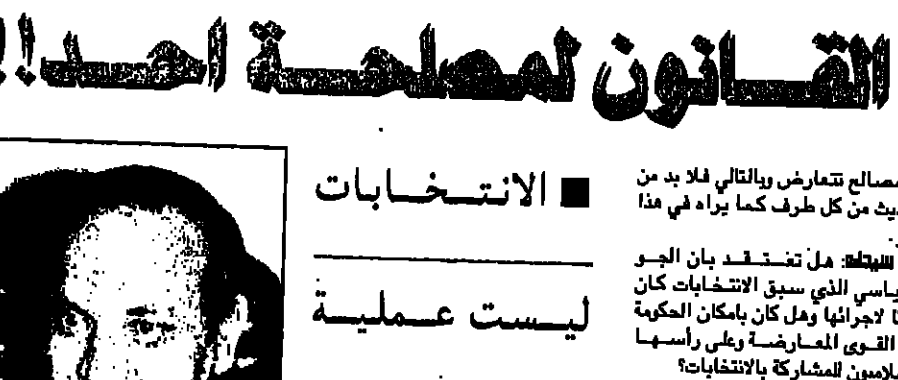 القانون لمصلحة احد!!
مصالح تتعارض وبالتالي فلا بد من
يث من كل طرف كما يراه في هذا
هل تعتقد بان الجو
ياسي الذي سبق الانتخابات كان
لاجرائها وهل كان بامكان الحكومة
القوى المعارضة وعلى رأسها
للمشاركة بالانتخابات؟
■ الانتخابات
ليست عملية